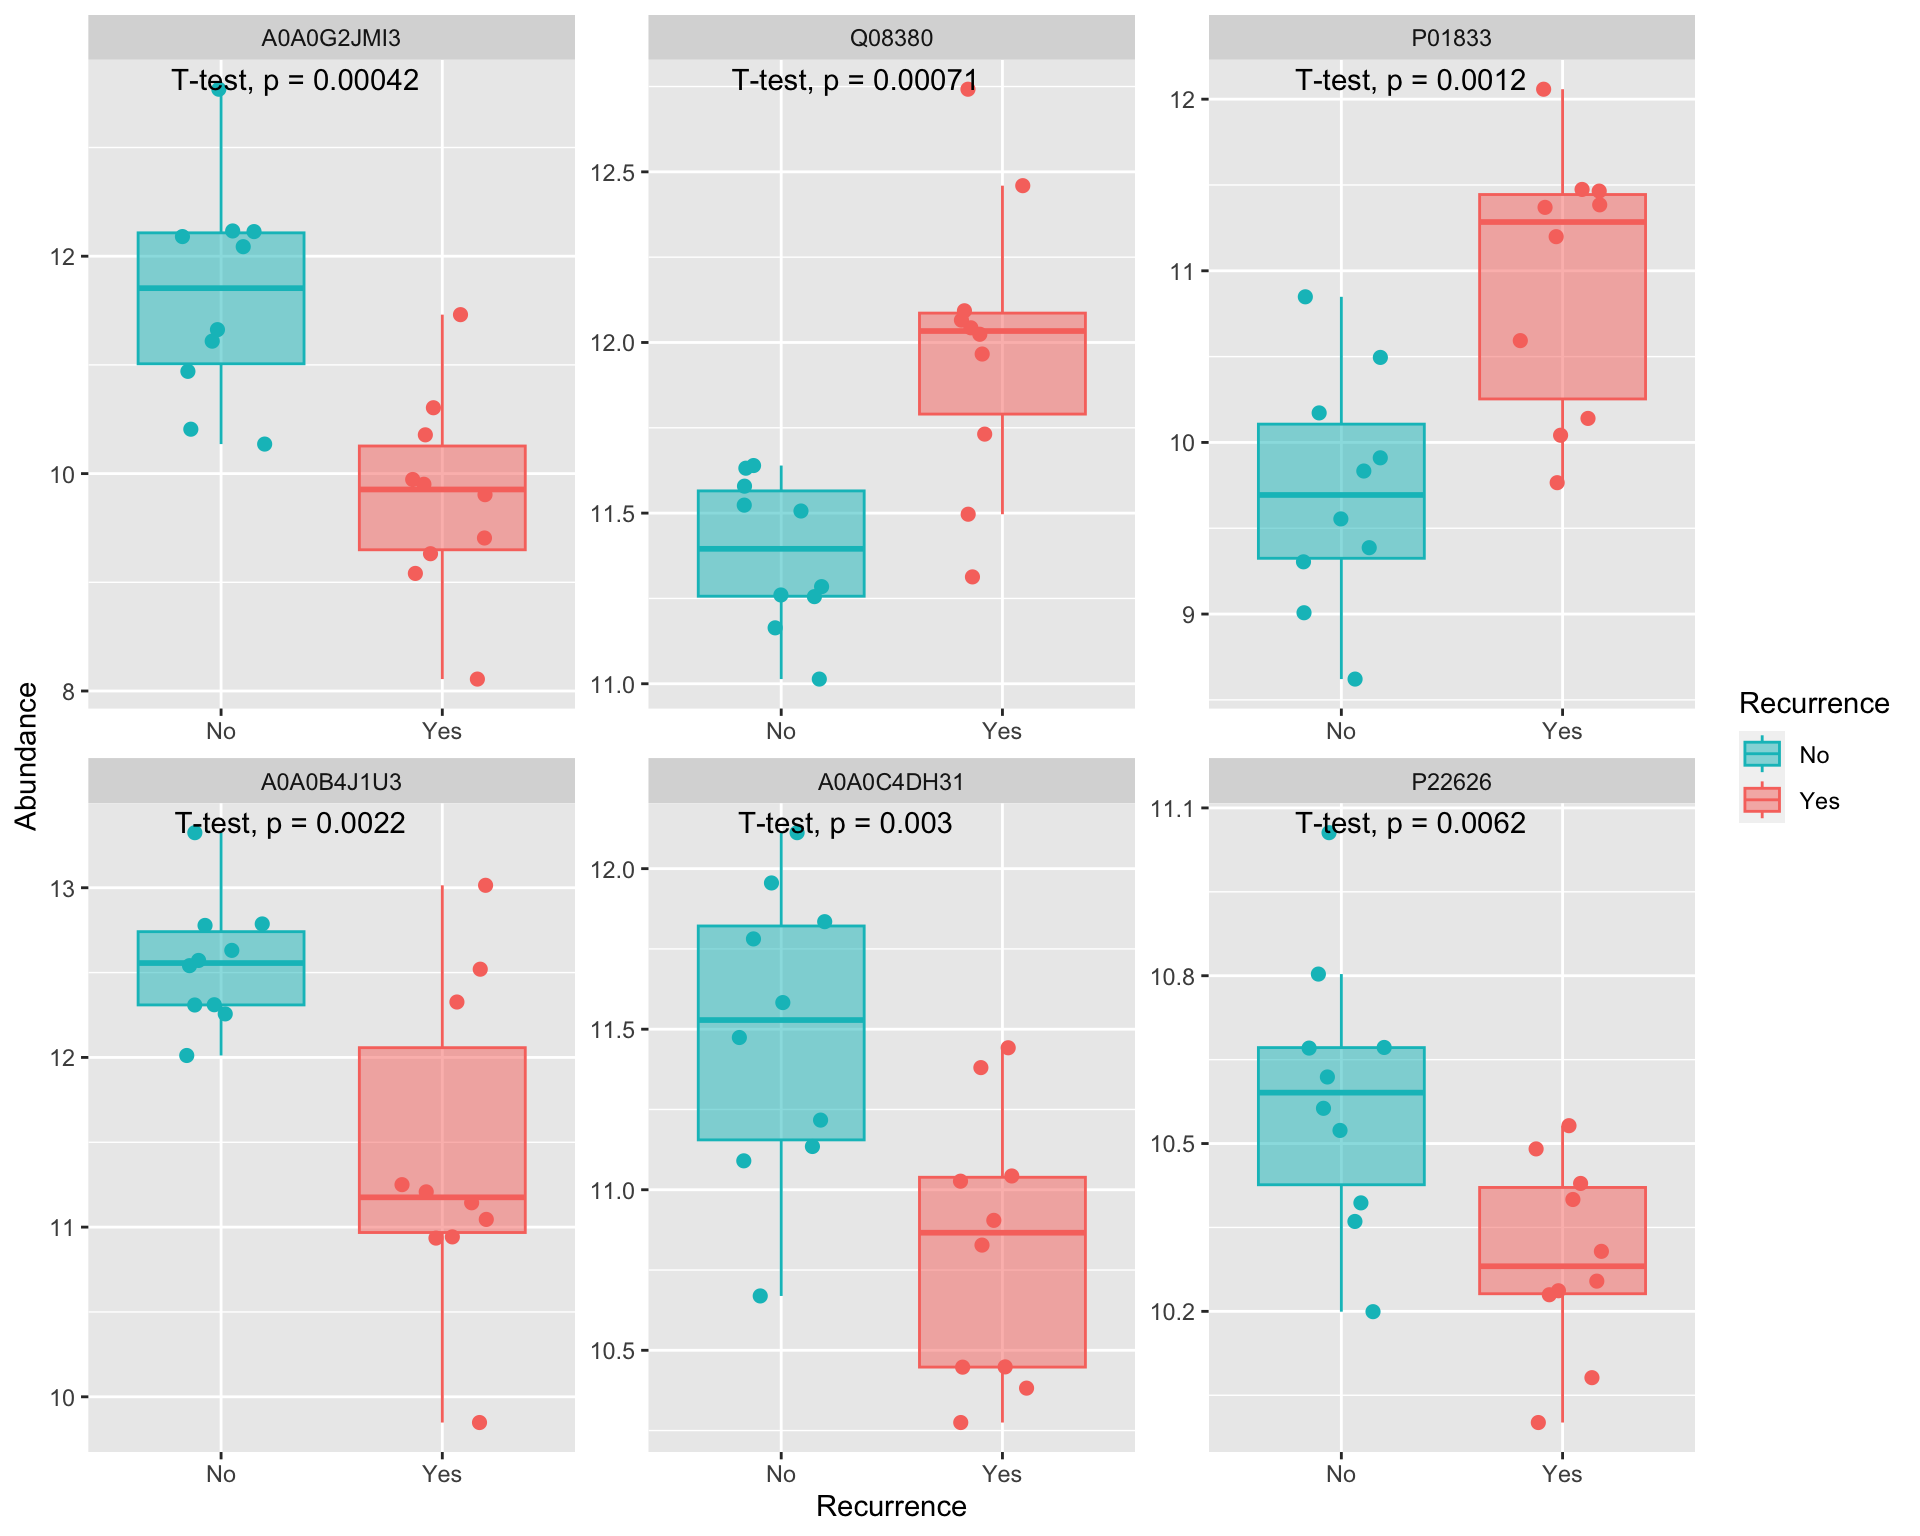 A0A0G2JMI3
Q08380
P01833
T-test, p = 0.00042
T-test, p = 0.00071
T-test, p = 0.0012
12
10
8
12.5
12.0
11.5
11.0
12
11
10
9
No
Yes
No
Yes
No
Yes
Abundance
Recurrence
No
Yes
A0A0B4J1U3
A0A0C4DH31
P22626
T-test, p = 0.0022
T-test, p = 0.003
T-test, p = 0.0062
13
12
11
10
12.0
11.5
11.0
10.5
11.1
10.8
10.5
10.2
No
Yes
No
Yes
No
Yes
Recurrence